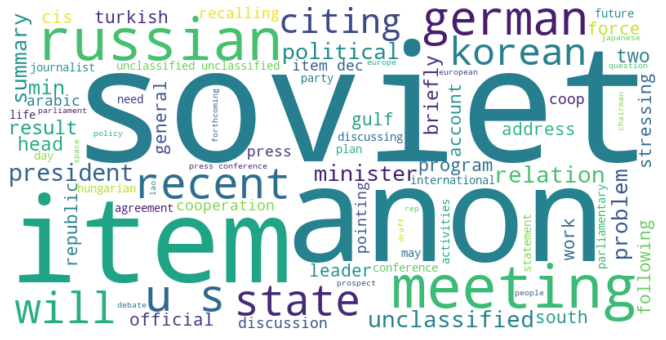 cis turkish recalling citing german future
russian force japanese
summary journalist unclassified unclassified political korean question
item dec europe two
min party european
arabic need soviet briefly coop
life parliament general forthcoming gulf account chairman
result discussing address stressing
head day policy press plan
space press conference minister program
president recent international relation
hungarian lao
republic agreement cooperation pointing problem
item anon rep work parliamentary
draft activities statement following
leader conference may
will u s state meeting
prospect people
debate
official discussion unclassified south